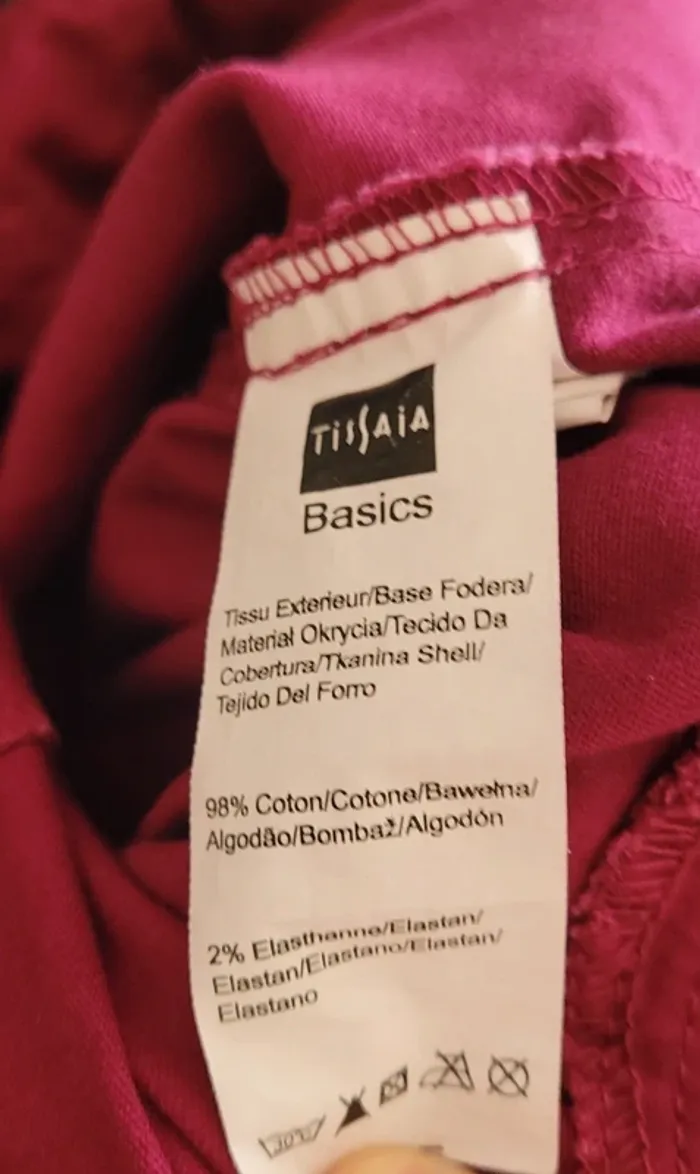 TiSSAiA
Basics
Tissu Exterieur/Base Fodera/
Materiał Okrycia/Tecido Da
Cobertura/Tkanina Shell/
Tejido Del Forro
98% Coton/Cotone/Bawełna/
Algodão/Bombaž/Algodón
2% Elasthanne/Elastan/
Elastan/Elastano/Elastan/
Elastano
30°C